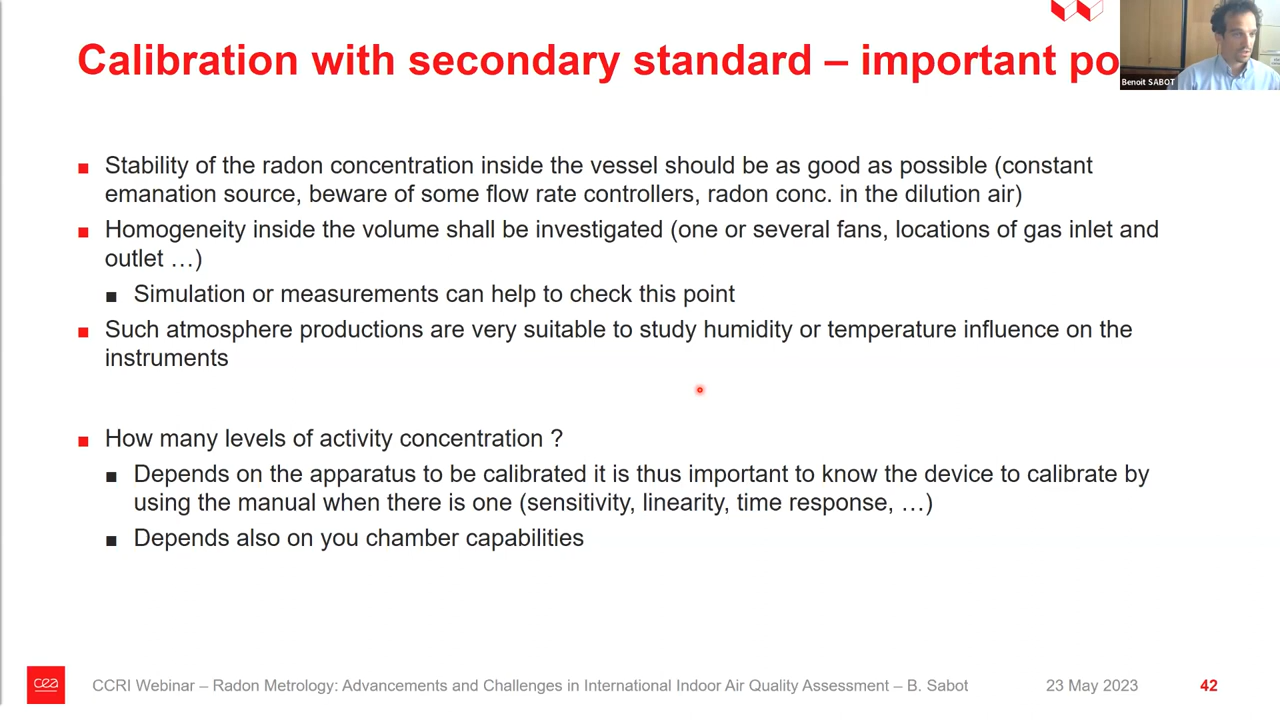 Calibration with secondary standard – important po
Benoit SABOT
Stability of the radon concentration inside the vessel should be as good as possible (constant
emanation source, beware of some flow rate controllers, radon conc. in the dilution air)
Homogeneity inside the volume shall be investigated (one or several fans, locations of gas inlet and
outlet …)
Simulation or measurements can help to check this point
Such atmosphere productions are very suitable to study humidity or temperature influence on the
instruments
How many levels of activity concentration ?
Depends on the apparatus to be calibrated it is thus important to know the device to calibrate by
using the manual when there is one (sensitivity, linearity, time response, …)
Depends also on you chamber capabilities
cea
CCRI Webinar – Radon Metrology: Advancements and Challenges in International Indoor Air Quality Assessment – B. Sabot
23 May 2023
42